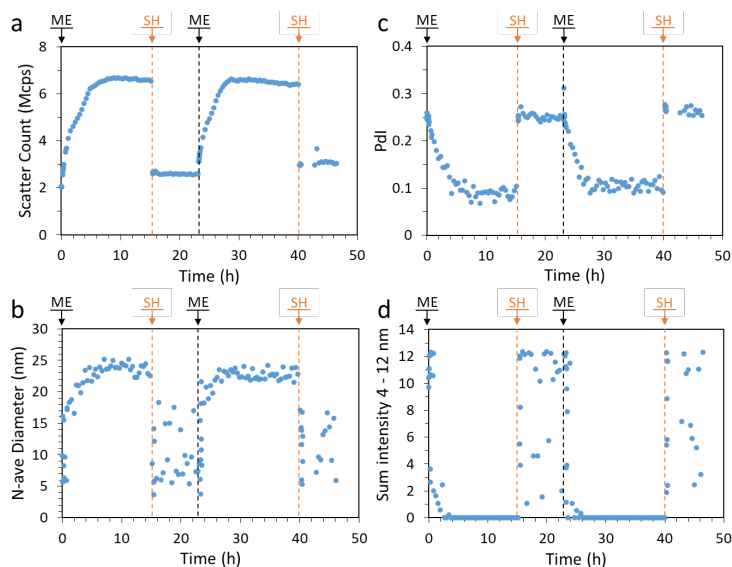 a
ME
SH
ME
SH
Scatter Count (Mcps)
8
6
4
2
0
0
10
20
30
40
50
Time (h)
c
ME
SH
ME
SH
PdI
0.4
0.3
0.2
0.1
0
0
10
20
30
40
50
Time (h)
b
ME
SH
ME
SH
N-ave Diameter (nm)
30
25
20
15
10
5
0
0
10
20
30
40
50
Time (h)
d
ME
SH
ME
SH
Sum intensity 4 - 12 nm
14
12
10
8
6
4
2
0
0
10
20
30
40
50
Time (h)